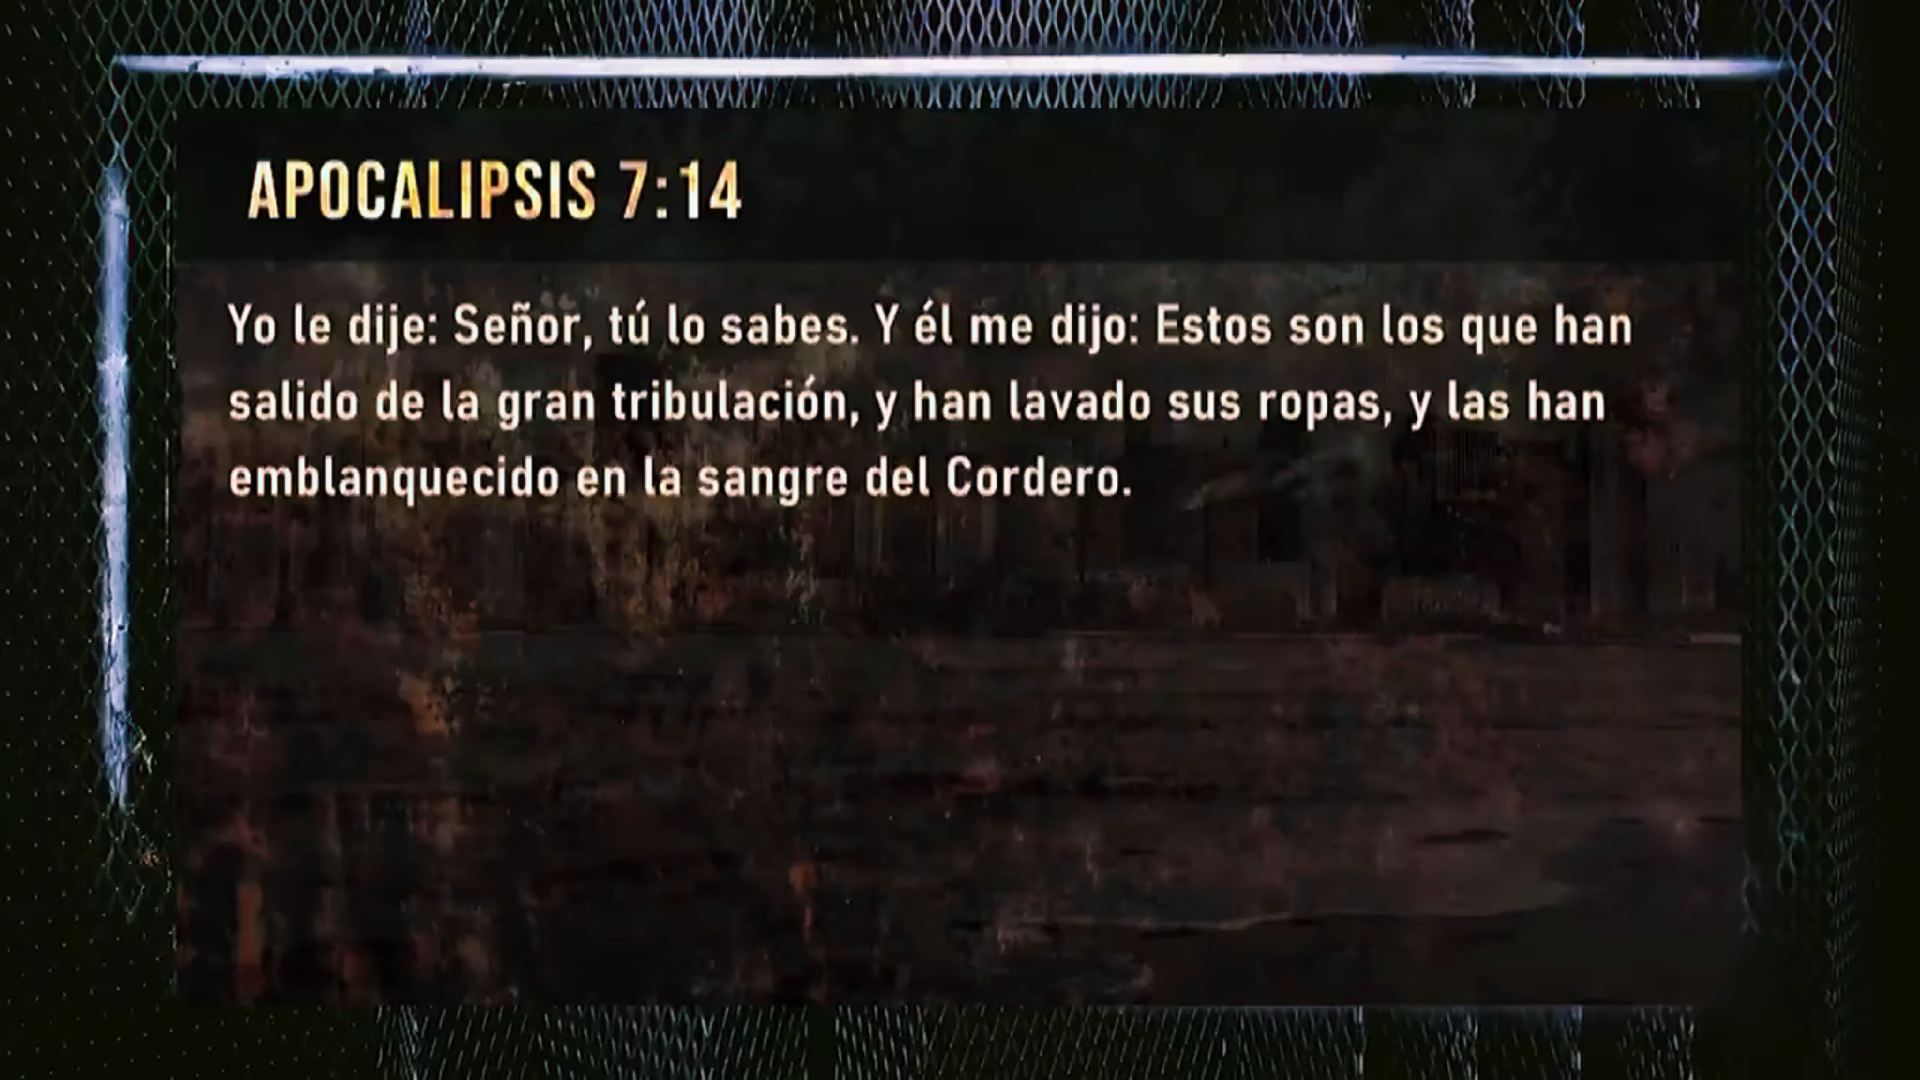 APOCALIPSIS 7:14
Yo le dije: Señor, tú lo sabes. Y él me dijo: Estos son los que han
salido de la gran tribulación, y han lavado sus ropas, y las han
emblanquecido en la sangre del Cordero.